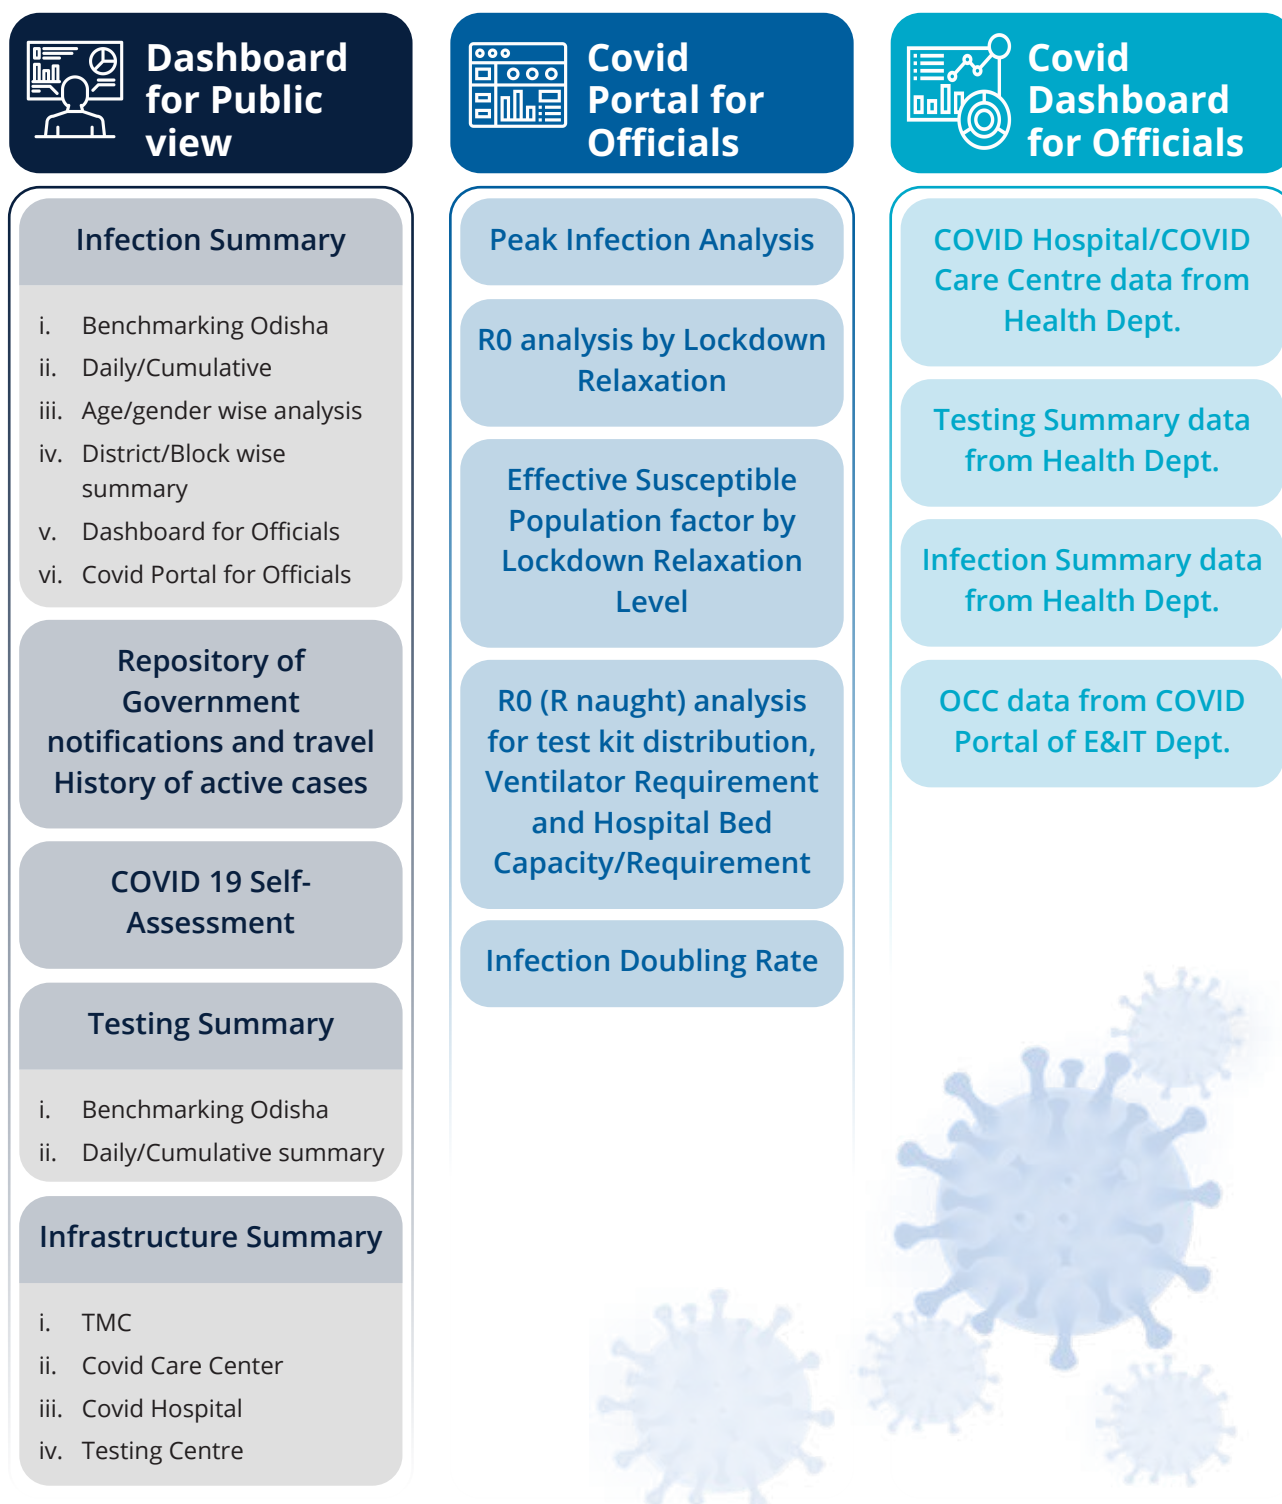 Dashboard
for Public
view
Infection Summary
i. Benchmarking Odisha
ii. Daily/Cumulative
iii. Age/gender wise analysis
iv. District/Block wise
summary
v. Dashboard for Officials
vi. Covid Portal for Officials
Repository of
Government
notifications and travel
History of active cases
COVID 19 Self-
Assessment
Testing Summary
i. Benchmarking Odisha
ii. Daily/Cumulative summary
Infrastructure Summary
i. TMC
ii. Covid Care Center
iii. Covid Hospital
iv. Testing Centre
Covid
Portal for
Officials
Peak Infection Analysis
R0 analysis by Lockdown
Relaxation
Effective Susceptible
Population factor by
Lockdown Relaxation
Level
R0 (R naught) analysis
for test kit distribution,
Ventilator Requirement
and Hospital Bed
Capacity/Requirement
Infection Doubling Rate
Covid
Dashboard
for Officials
COVID Hospital/COVID
Care Centre data from
Health Dept.
Testing Summary data
from Health Dept.
Infection Summary data
from Health Dept.
OCC data from COVID
Portal of E&IT Dept.